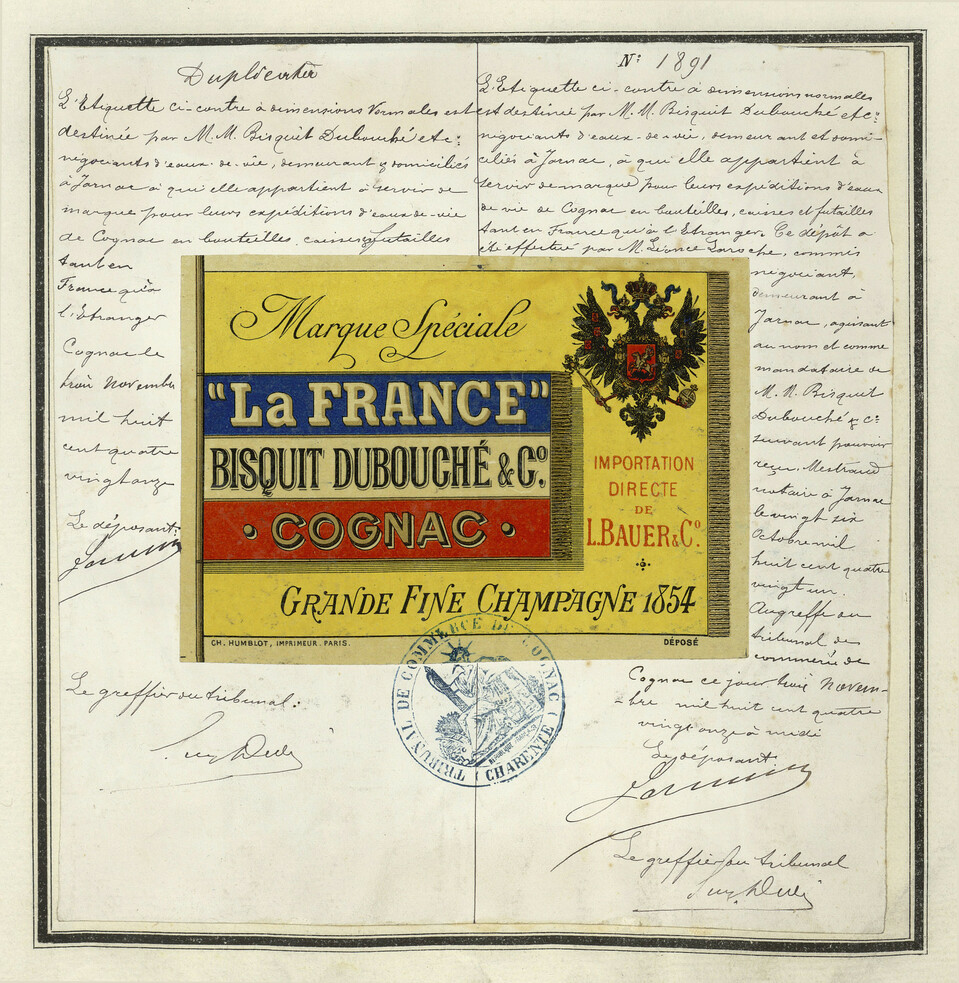 Duplicata
L'Etiquette ci-contre à dimensions Normales est
destinée par M.M. Bisquit Dubouché et Cie:
négociants d'eaux-de-vie, demeurant & domiciliés
à Jarnac à qui elle appartient à servir de
marque pour leurs expéditions d'eaux-de-vie
de Cognac en bouteilles, caisses & futailles
tant en
France qu'à
l'Etranger
Cognac le
trois Novembre
mil huit
cent quatre
vingt onze
Le déposant:
Le greffier du tribunal:
No: 1891
L'Etiquette ci-contre à dimensions normales
est destinée par M.M. Bisquit Dubouché et Cie
négociants d'eaux-de-vie, demeurant et domi-
ciliés à Jarnac, à qui elle appartient à
servir de marque pour leurs expéditions d'eaux
de vie de Cognac en bouteilles, caisses et futailles
tant en France qu'à l'Etranger. Ce dépôt a
été effectué par M. Léonce Laroche, commis
négociant,
demeurant à
Jarnac, agissant
au nom et comme
mandataire de
M.M. Bisquit
Dubouché & Cie
suivant pouvoir
reçu Mestraud
notaire à Jarnac
le vingt six
Octobre mil
huit cent quatre
vingt un.
Au greffe du
tribunal de
commerce de
Cognac ce jour trois Novem-
-bre mil huit cent quatre
vingt onze à midi
Le déposant
Le greffier du tribunal
Marque Spéciale
"La FRANCE"
BISQUIT DUBOUCHÉ & Co.
· COGNAC ·
IMPORTATION
DIRECTE
DE
L. BAUER & Co.
GRANDE FINE CHAMPAGNE 1854
CH. HUMBLOT, IMPRIMEUR. PARIS.
DÉPOSÉ
TRIBUNAL DE COMMERCE DE COGNAC (CHARENTE)